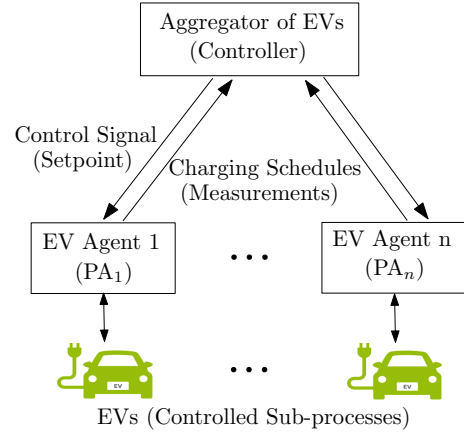 Aggregator of EVs
(Controller)
Control Signal
(Setpoint)
Charging Schedules
(Measurements)
EV Agent 1
(PA₁)
...
EV Agent n
(PAₙ)
EV
...
EV
EVs (Controlled Sub-processes)